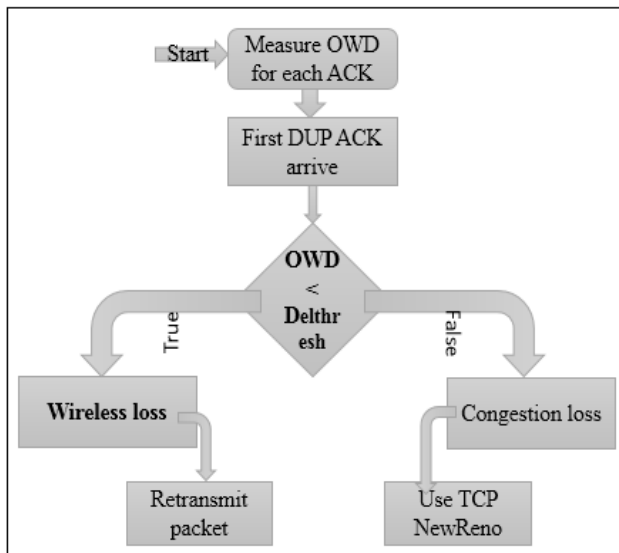 Start
Measure OWD
for each ACK
First DUP ACK
arrive
OWD
<
Delthr
esh
True
False
Wireless loss
Congestion loss
Retransmit
packet
Use TCP
NewReno